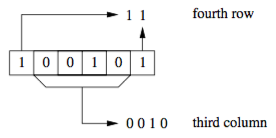 1 1 fourth row
1 0 0 1 0 1
0 0 1 0 third column